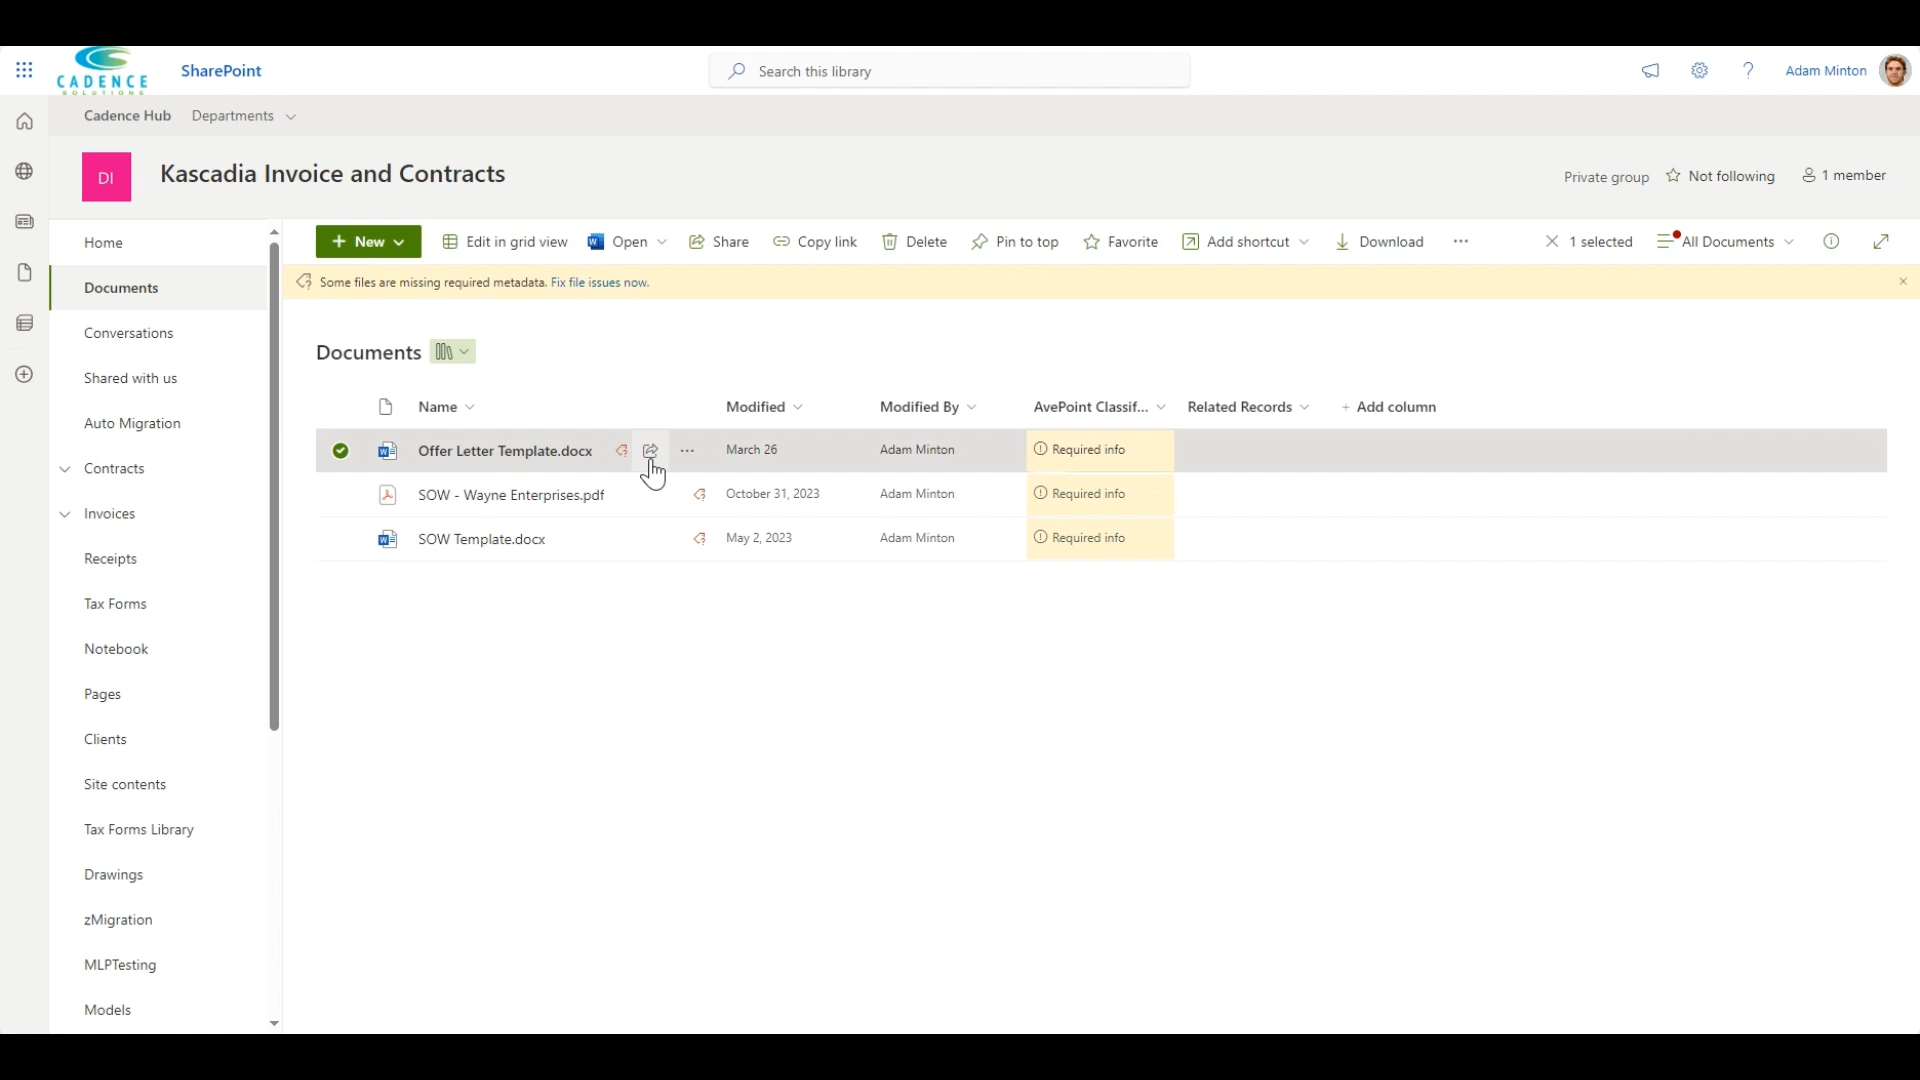 CADENCE
SOLUTIONS
SharePoint
Search this library
Adam Minton
Cadence Hub Departments
DI
Kascadia Invoice and Contracts
Private group Not following 1 member
Home
Documents
Conversations
Shared with us
Auto Migration
Contracts
Invoices
Receipts
Tax Forms
Notebook
Pages
Clients
Site contents
Tax Forms Library
Drawings
zMigration
MLPTesting
Models
+ New Edit in grid view Open Share Copy link Delete Pin to top Favorite Add shortcut Download ··· 1 selected All Documents
Some files are missing required metadata. Fix file issues now.
Documents
Name Modified Modified By AvePoint Classif... Related Records + Add column
Offer Letter Template.docx ··· March 26 Adam Minton Required info
SOW - Wayne Enterprises.pdf October 31, 2023 Adam Minton Required info
SOW Template.docx May 2, 2023 Adam Minton Required info